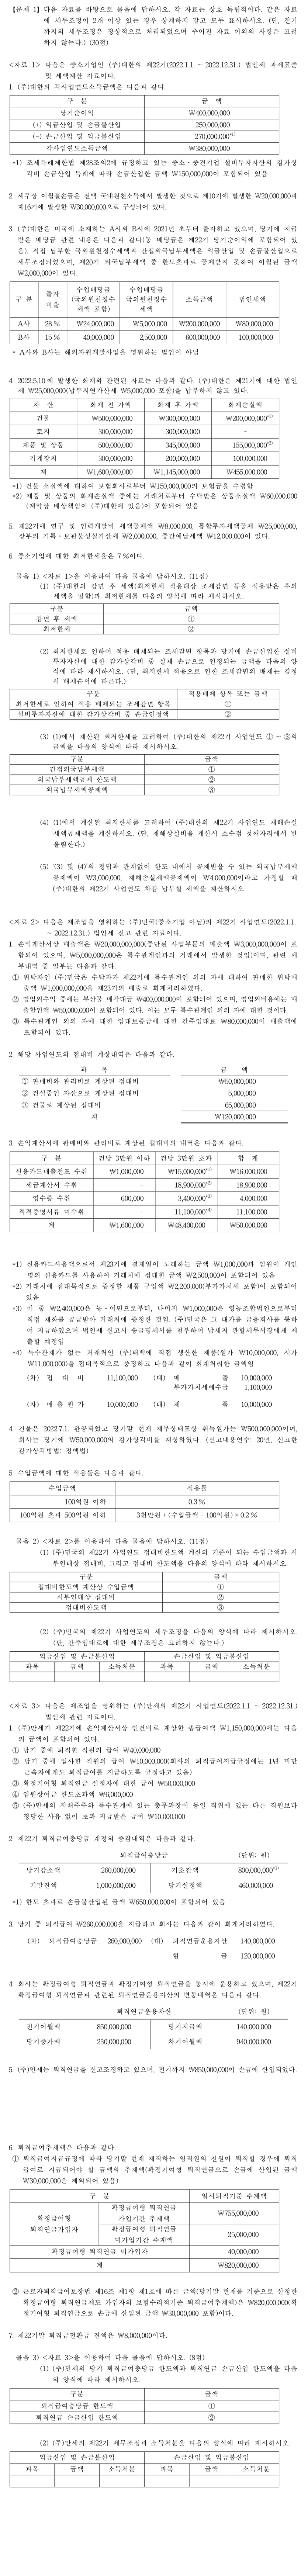 【문제 1】 다음 자료를 바탕으로 물음에 답하시오. 각 자료는 상호 독립적이다. 같은 자료
에 세무조정이 2개 이상 있는 경우 상계하지 말고 모두 표시하시오. (단, 전기
까지의 세무조정은 정상적으로 처리되었으며 주어진 자료 이외의 사항은 고려
하지 않는다.) (30점)
<자료 1> 다음은 중소기업인 (주)대한의 제22기(2022.1.1. ~ 2022.12.31.) 법인세 과세표준
및 세액계산 자료이다.
1. (주)대한의 각사업연도소득금액은 다음과 같다.
구 분 금 액
당기순이익 ₩400,000,000
(+) 익금산입 및 손금불산입 250,000,000
(-) 손금산입 및 익금불산입 270,000,000*1)
각사업연도소득금액 ₩380,000,000
*1) 조세특례제한법 제28조의2에 규정하고 있는 중소・중견기업 설비투자자산의 감가상
각비 손금산입 특례에 따라 손금산입한 금액 ₩150,000,000이 포함되어 있음
2. 세무상 이월결손금은 전액 국내원천소득에서 발생한 것으로 제10기에 발생한 ₩20,000,000과
제16기에 발생한 ₩30,000,000으로 구성되어 있다.
3. (주)대한은 미국에 소재하는 A사와 B사에 2021년 초부터 출자하고 있으며, 당기에 지급
받은 배당금 관련 내용은 다음과 같다(동 배당금은 제22기 당기순이익에 포함되어 있
음). 직접 납부한 국외원천징수세액과 간접외국납부세액은 익금산입 및 손금불산입으로
세무조정되었으며, 제20기 외국납부세액 중 한도초과로 공제받지 못하여 이월된 금액
₩2,000,000이 있다.
구 분 출자비율 수입배당금(국외원천징수세액 포함) 수입배당금 국외원천징수세액 소득금액 법인세액
A사 28 % ₩24,000,000 ₩5,000,000 ₩200,000,000 ₩80,000,000
B사 15 % 40,000,000 2,500,000 600,000,000 100,000,000
* A사와 B사는 해외자원개발사업을 영위하는 법인이 아님
4. 2022.5.10.에 발생한 화재와 관련된 자료는 다음과 같다. (주)대한은 제21기에 대한 법인
세 ₩25,000,000(납부지연가산세 ₩5,000,000 포함)을 납부하지 않고 있다.
자 산 화재 전 가액 화재 후 가액 화재손실액
건물 ₩500,000,000 ₩300,000,000 ₩200,000,000*1)
토지 300,000,000 300,000,000 -
제품 및 상품 500,000,000 345,000,000 155,000,000*2)
기계장치 300,000,000 200,000,000 100,000,000
계 ₩1,600,000,000 ₩1,145,000,000 ₩455,000,000
*1) 건물 소실액에 대하여 보험회사로부터 ₩150,000,000의 보험금을 수령함
*2) 제품 및 상품의 화재손실액 중에는 거래처로부터 수탁받은 상품소실액 ₩60,000,000
(계약상 배상책임이 (주)대한에 있음)이 포함되어 있음
5. 제22기에 연구 및 인력개발비 세액공제액 ₩8,000,000, 통합투자세액공제 ₩25,000,000,
장부의 기록・보관불성실가산세 ₩2,000,000, 중간예납세액 ₩12,000,000이 있다.
6. 중소기업에 대한 최저한세율은 7 %이다.
물음 1) <자료 1>을 이용하여 다음 물음에 답하시오. (11점)
(1) (주)대한의 감면 후 세액(최저한세 적용대상 조세감면 등을 적용받은 후의
세액을 말함)과 최저한세를 다음의 양식에 따라 제시하시오.
구분 금액
감면 후 세액 ①
최저한세 ②
(2) 최저한세로 인하여 적용 배제되는 조세감면 항목과 당기에 손금산입한 설비
투자자산에 대한 감가상각비 중 실제 손금으로 인정되는 금액을 다음의 양
식에 따라 제시하시오. (단, 최저한세 적용으로 인한 조세감면의 배제는 경정
시 배제순서에 따른다.)
구분 적용배제 항목 또는 금액
최저한세로 인하여 적용 배제되는 조세감면 항목 ①
설비투자자산에 대한 감가상각비 중 손금인정액 ②
(3) (1)에서 계산된 최저한세를 고려하여 (주)대한의 제22기 사업연도 ① ~ ③의
금액을 다음의 양식에 따라 제시하시오.
구분 금액
간접외국납부세액 ①
외국납부세액공제 한도액 ②
외국납부세액공제액 ③
(4) (1)에서 계산된 최저한세를 고려하여 (주)대한의 제22기 사업연도 재해손실
세액공제액을 계산하시오. (단, 재해상실비율 계산시 소수점 첫째자리에서 반
올림한다.)
(5) '(3) 및 (4)'의 정답과 관계없이 한도 내에서 공제받을 수 있는 외국납부세액
공제액이 ₩3,000,000, 재해손실세액공제액이 ₩4,000,000이라고 가정할 때
(주)대한의 제22기 사업연도 차감 납부할 세액을 계산하시오.
<자료 2> 다음은 제조업을 영위하는 (주)민국(중소기업 아님)의 제22기 사업연도(2022.1.1.
~ 2022.12.31.) 법인세 신고 관련 자료이다.
1. 손익계산서상 매출액은 ₩20,000,000,000(중단된 사업부문의 매출액 ₩3,000,000,000이 포
함되어 있으며, ₩5,000,000,000은 특수관계인과의 거래에서 발생한 것임)이며, 관련 세
부내역 중 일부는 다음과 같다.
① 위탁자인 (주)민국은 수탁자가 제22기에 특수관계인 외의 자에 대하여 판매한 위탁매
출액 ₩1,000,000,000을 제23기의 매출로 회계처리하였다.
② 영업외수익 중에는 부산물 매각대금 ₩400,000,000이 포함되어 있으며, 영업외비용에는 매
출할인액 ₩50,000,000이 포함되어 있다. 이는 모두 특수관계인 외의 자에 대한 것이다.
③ 특수관계인 외의 자에 대한 임대보증금에 대한 간주임대료 ₩80,000,000이 매출액에
포함되어 있다.
2. 해당 사업연도의 접대비 계상내역은 다음과 같다.
과 목 금 액
① 판매비와 관리비로 계상된 접대비 ₩50,000,000
② 건설중인 자산으로 계상된 접대비 5,000,000
③ 건물로 계상된 접대비 65,000,000
계 ₩120,000,000
3. 손익계산서에 판매비와 관리비로 계상된 접대비의 내역은 다음과 같다.
구 분 건당 3만원 이하 건당 3만원 초과 합 계
신용카드매출전표 수취 ₩1,000,000 ₩15,000,000*1) ₩16,000,000
세금계산서 수취 - 18,900,000*2) 18,900,000
영수증 수취 600,000 3,400,000*3) 4,000,000
적격증명서류 미수취 - 11,100,000*4) 11,100,000
계 ₩1,600,000 ₩48,400,000 ₩50,000,000
*1) 신용카드사용액으로서 제23기에 결제일이 도래하는 금액 ₩1,000,000과 임원이 개인
명의 신용카드를 사용하여 거래처에 접대한 금액 ₩2,500,000이 포함되어 있음
*2) 거래처에 접대목적으로 증정할 제품 구입액 ₩2,200,000(부가가치세 포함)이 포함되어
있음
*3) 이 중 ₩2,400,000은 농・어민으로부터, 나머지 ₩1,000,000은 영농조합법인으로부터
직접 재화를 공급받아 거래처에 증정한 것임. (주)민국은 그 대가를 금융회사를 통하
여 지급하였으며 법인세 신고시 송금명세서를 첨부하여 납세지 관할세무서장에게 제
출할 예정임
*4) 특수관계가 없는 거래처인 (주)대백에 직접 생산한 제품(원가 ₩10,000,000, 시가
₩11,000,000)을 접대목적으로 증정하고 다음과 같이 회계처리한 금액임
(차) 접 대 비 11,100,000 (대) 매 출 10,000,000
부가가치세예수금 1,100,000
(차) 매 출 원 가 10,000,000 (대) 제 품 10,000,000
4. 건물은 2022.7.1. 완공되었고 당기말 현재 재무상태표상 취득원가는 ₩500,000,000이며,
회사는 당기에 ₩50,000,000의 감가상각비를 계상하였다. (신고내용연수: 20년, 신고한
감가상각방법: 정액법)
5. 수입금액에 대한 적용률은 다음과 같다.
수입금액 적용률
100억원 이하 0.3 %
100억원 초과 500억원 이하 3천만원 + (수입금액 - 100억원) × 0.2 %
물음 2) <자료 2>를 이용하여 다음 물음에 답하시오. (11점)
(1) (주)민국의 제22기 사업연도 접대비한도액 계산의 기준이 되는 수입금액과 시
부인대상 접대비, 그리고 접대비 한도액을 다음의 양식에 따라 제시하시오.
구분 금액
접대비한도액 계산상 수입금액 ①
시부인대상 접대비 ②
접대비한도액 ③
(2) (주)민국의 제22기 사업연도의 세무조정을 다음의 양식에 따라 제시하시오.
(단, 간주임대료에 대한 세무조정은 고려하지 않는다.)
익금산입 및 손금불산입 손금산입 및 익금불산입
과목 금액 소득처분 과목 금액 소득처분
<자료 3> 다음은 제조업을 영위하는 (주)만세의 제22기 사업연도(2022.1.1. ~ 2022.12.31.)
법인세 관련 자료이다.
1. (주)만세가 제22기에 손익계산서상 인건비로 계상한 총급여액 ₩1,150,000,000에는 다음
의 금액이 포함되어 있다.
① 당기 중에 퇴직한 직원의 급여 ₩40,000,000
② 당기 중에 입사한 직원의 급여 ₩10,000,000(회사의 퇴직급여지급규정에는 1년 미만
근속자에게도 퇴직급여를 지급하도록 규정하고 있음)
③ 확정기여형 퇴직연금 설정자에 대한 급여 ₩50,000,000
④ 임원상여금 한도초과액 ₩6,000,000
⑤ (주)만세의 지배주주와 특수관계에 있는 총무과장이 동일 직위에 있는 다른 직원보다
정당한 사유 없이 초과 지급받은 급여 ₩10,000,000
2. 제22기 퇴직급여충당금 계정의 증감내역은 다음과 같다.
퇴직급여충당금 (단위: 원)
당기감소액 260,000,000 기초잔액 800,000,000*1)
기말잔액 1,000,000,000 당기설정액 460,000,000
*1) 한도 초과로 손금불산입된 금액 ₩650,000,000이 포함되어 있음
3. 당기 중 퇴직급여 ₩260,000,000을 지급하고 회사는 다음과 같이 회계처리하였다.
(차) 퇴직급여충당금 260,000,000 (대) 퇴직연금운용자산 140,000,000
현 금 120,000,000
4. 회사는 확정급여형 퇴직연금과 확정기여형 퇴직연금을 동시에 운용하고 있으며, 제22기
확정급여형 퇴직연금과 관련된 퇴직연금운용자산의 변동내역은 다음과 같다.
퇴직연금운용자산 (단위: 원)
전기이월액 850,000,000 당기지급액 140,000,000
당기증가액 230,000,000 차기이월액 940,000,000
5. (주)만세는 퇴직연금을 신고조정하고 있으며, 전기까지 ₩850,000,000이 손금에 산입되었다.
6. 퇴직급여추계액은 다음과 같다.
① 퇴직급여지급규정에 따라 당기말 현재 재직하는 임직원의 전원이 퇴직할 경우에 퇴직
급여로 지급되어야 할 금액의 추계액(확정기여형 퇴직연금으로 손금에 산입된 금액
₩30,000,000은 제외되어 있음)
구 분 일시퇴직기준 추계액
확정급여형 퇴직연금가입자 확정급여형 퇴직연금 가입기간 추계액 ₩755,000,000
확정급여형 퇴직연금 미가입기간 추계액 25,000,000
확정급여형 퇴직연금 미가입자 40,000,000
계 ₩820,000,000
② 근로자퇴직급여보장법 제16조 제1항 제1호에 따른 금액(당기말 현재를 기준으로 산정한
확정급여형 퇴직연금제도 가입자의 보험수리적기준 퇴직급여추계액)은 ₩820,000,000(확
정기여형 퇴직연금으로 손금에 산입된 금액 ₩30,000,000 포함)이다.
7. 제22기말 퇴직금전환금 잔액은 ₩8,000,000이다.
물음 3) <자료 3>을 이용하여 다음 물음에 답하시오. (8점)
(1) (주)만세의 당기 퇴직급여충당금 한도액과 퇴직연금 손금산입 한도액을 다음
의 양식에 따라 제시하시오.
구분 금액
퇴직급여충당금 한도액 ①
퇴직연금 손금산입 한도액 ②
(2) (주)만세의 제22기 세무조정과 소득처분을 다음의 양식에 따라 제시하시오.
익금산입 및 손금불산입 손금산입 및 익금불산입
과목 금액 소득처분 과목 금액 소득처분